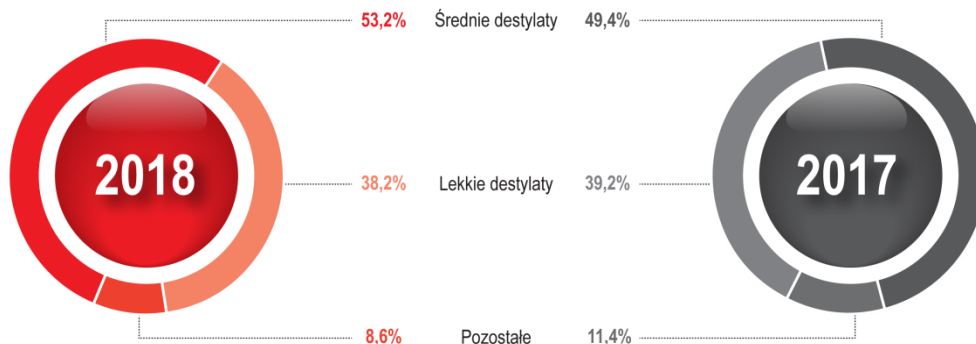 53,2% Średnie destylaty 49,4%
2018
38,2% Lekkie destylaty 39,2%
2017
8,6% Pozostałe 11,4%